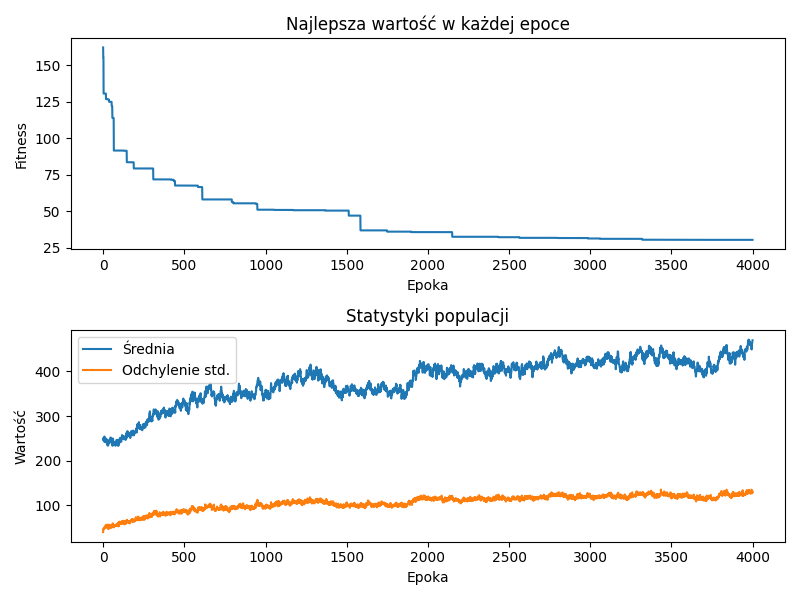 Najlepsza wartość w każdej epoce
150
125
100
75
50
25
Fitness
0 500 1000 1500 2000 2500 3000 3500 4000
Epoka
Statystyki populacji
Średnia
Odchylenie std.
400
300
200
100
Wartość
0 500 1000 1500 2000 2500 3000 3500 4000
Epoka